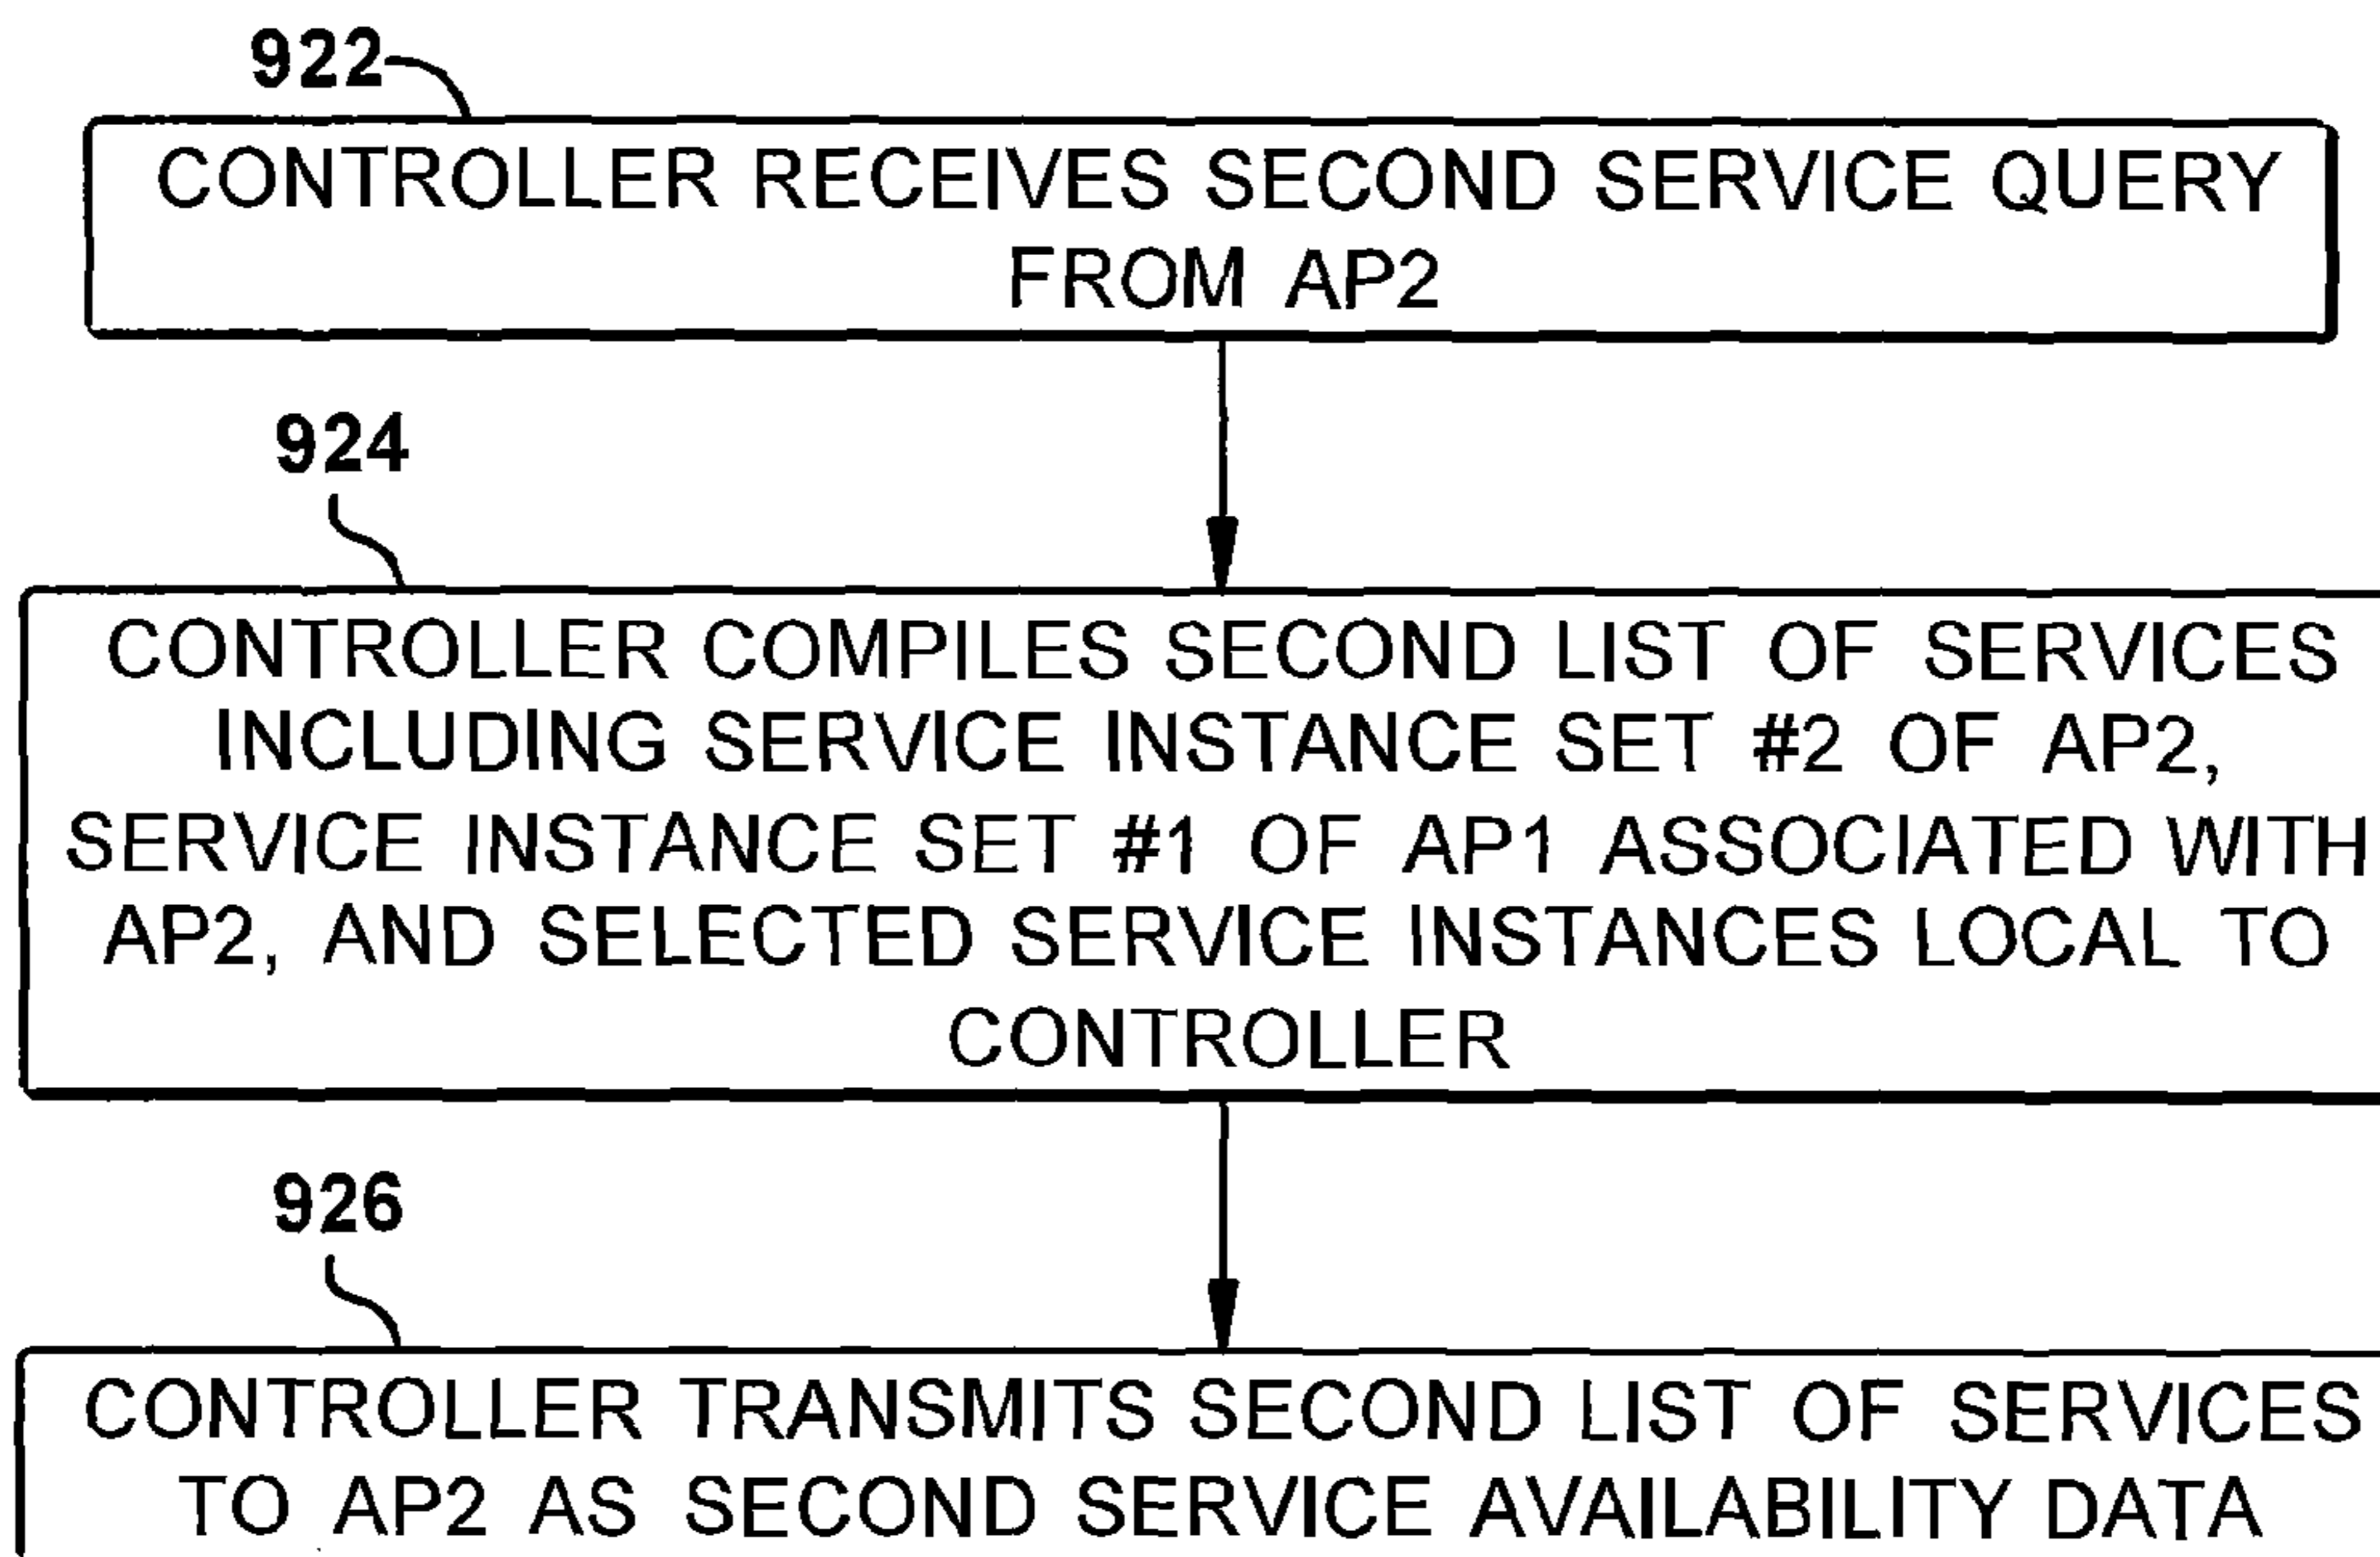 922
CONTROLLER RECEIVES SECOND SERVICE QUERY
FROM AP2
924
CONTROLLER COMPILES SECOND LIST OF SERVICES
INCLUDING SERVICE INSTANCE SET #2 OF AP2,
SERVICE INSTANCE SET #1 OF AP1 ASSOCIATED WITH
AP2, AND SELECTED SERVICE INSTANCES LOCAL TO
CONTROLLER
926
CONTROLLER TRANSMITS SECOND LIST OF SERVICES
TO AP2 AS SECOND SERVICE AVAILABILITY DATA